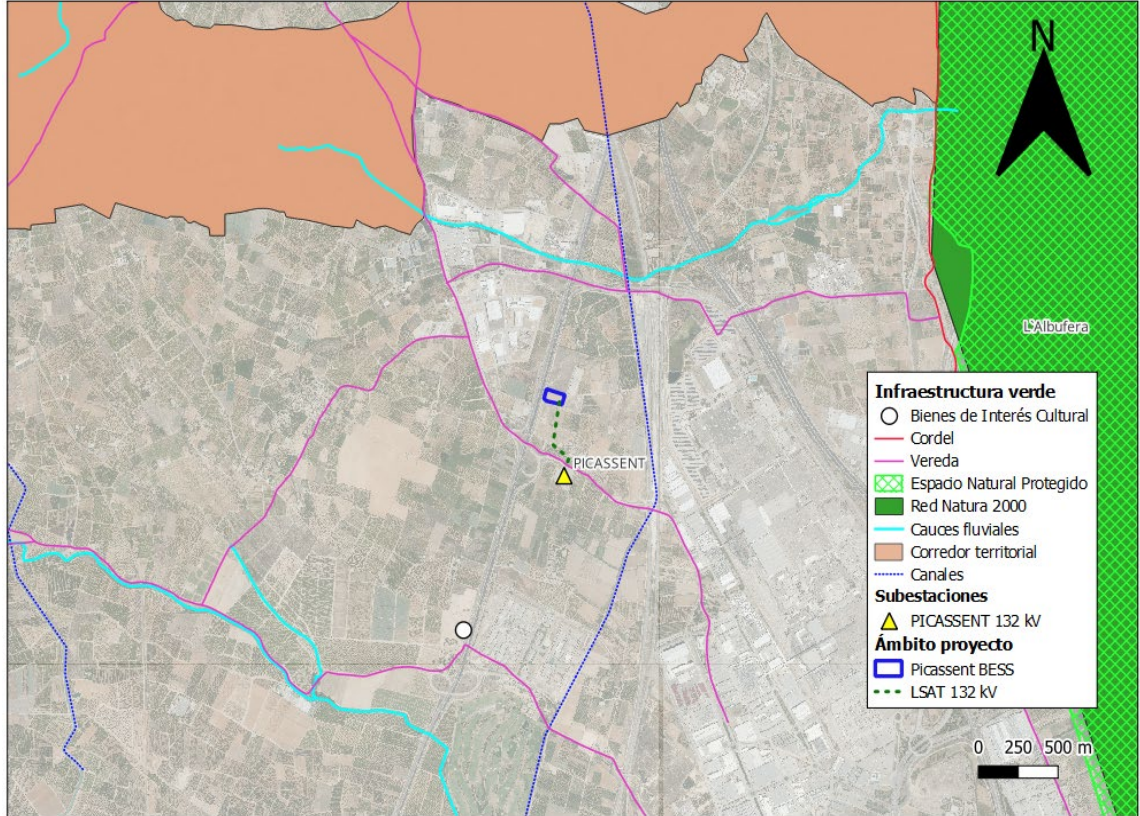 N
L'Albufera
PICASSENT
Infraestructura verde
Bienes de Interés Cultural
Cordel
Vereda
Espacio Natural Protegido
Red Natura 2000
Cauces fluviales
Corredor territorial
Canales
Subestaciones
PICASSENT 132 kV
Ámbito proyecto
Picassent BESS
LSAT 132 kV
0 250 500 m